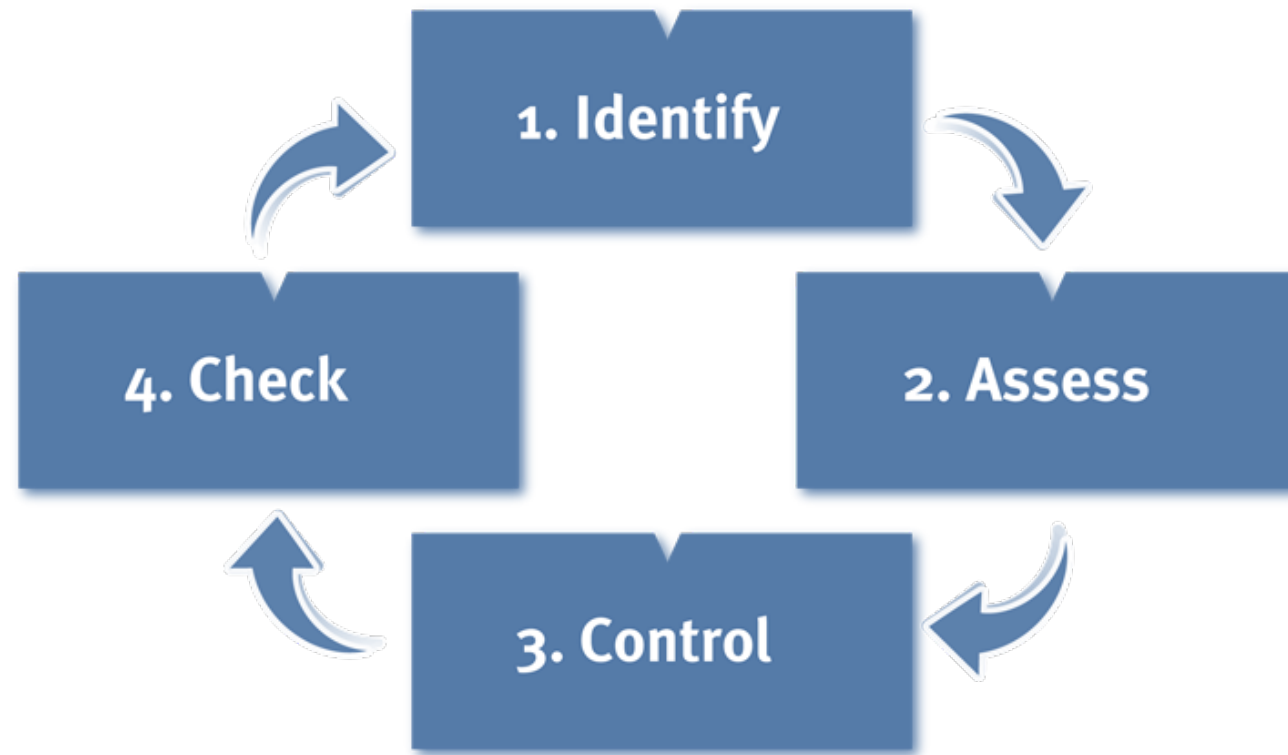 1. Identify
2. Assess
3. Control
4. Check